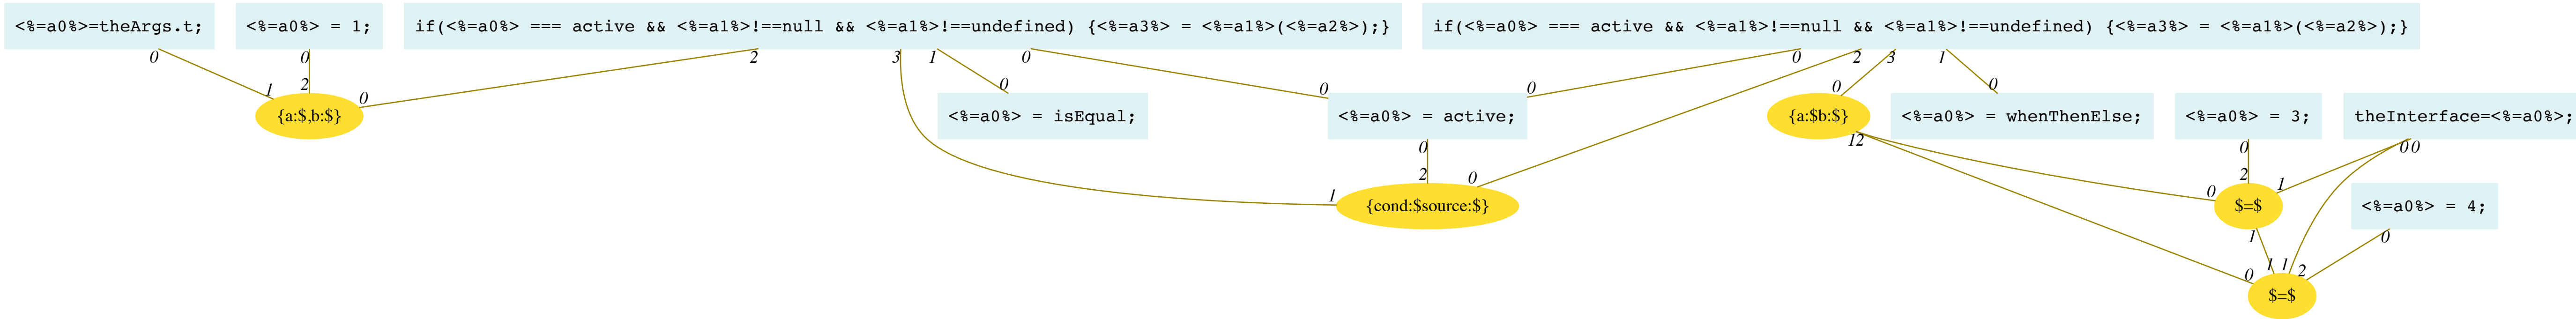 <%=a0%>=theArgs.t;
<%=a0%> = 1;
if(<%=a0%> === active && <%=a1%>!==null && <%=a1%>!==undefined) {<%=a3%> = <%=a1%>(<%=a2%>);}
if(<%=a0%> === active && <%=a1%>!==null && <%=a1%>!==undefined) {<%=a3%> = <%=a1%>(<%=a2%>);}
0
0
2
3
1
0
0
2
3
1
1
2
0
0
0
0
0
0
{a:$,b:$}
<%=a0%> = isEqual;
<%=a0%> = active;
{a:$b:$}
<%=a0%> = whenThenElse;
<%=a0%> = 3;
theInterface=<%=a0%>;
0
12
0
00
1
2
0
0
2
1
{cond:$source:$}
$=$
<%=a0%> = 4;
1
0
0
1
1
2
$=$